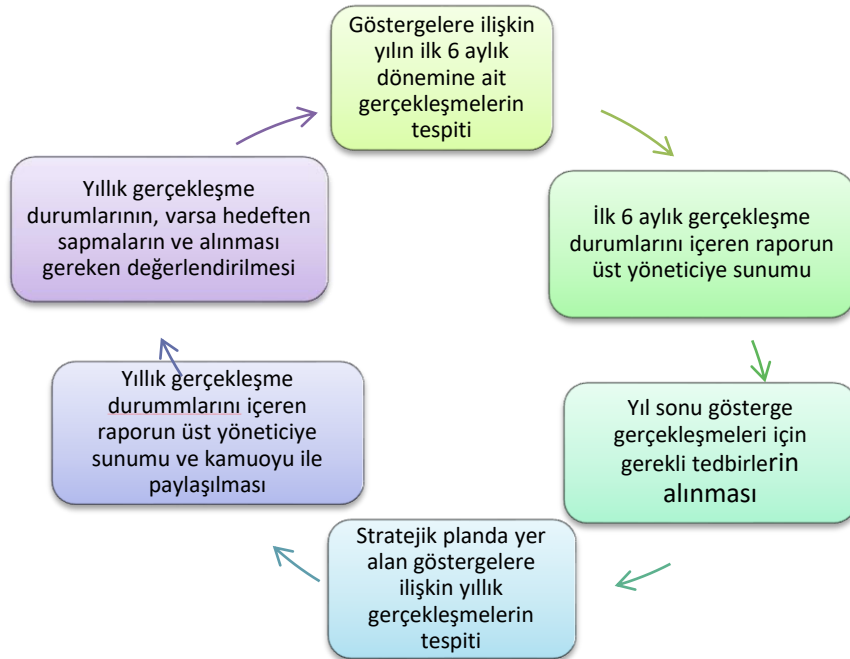 Göstergelere ilişkin
yılın ilk 6 aylık
dönemine ait
gerçekleşmelerin
tespiti
İlk 6 aylık gerçekleşme
durumlarını içeren raporun
üst yöneticiye sunumu
Yıl sonu gösterge
gerçekleşmeleri için
gerekli tedbirlerin
alınması
Stratejik planda yer
alan göstergelere
ilişkin yıllık
gerçekleşmelerin
tespiti
Yıllık gerçekleşme
durummlarını içeren
raporun üst yöneticiye
sunumu ve kamuoyu ile
paylaşılması
Yıllık gerçekleşme
durumlarının, varsa hedeften
sapmaların ve alınması
gereken değerlendirilmesi